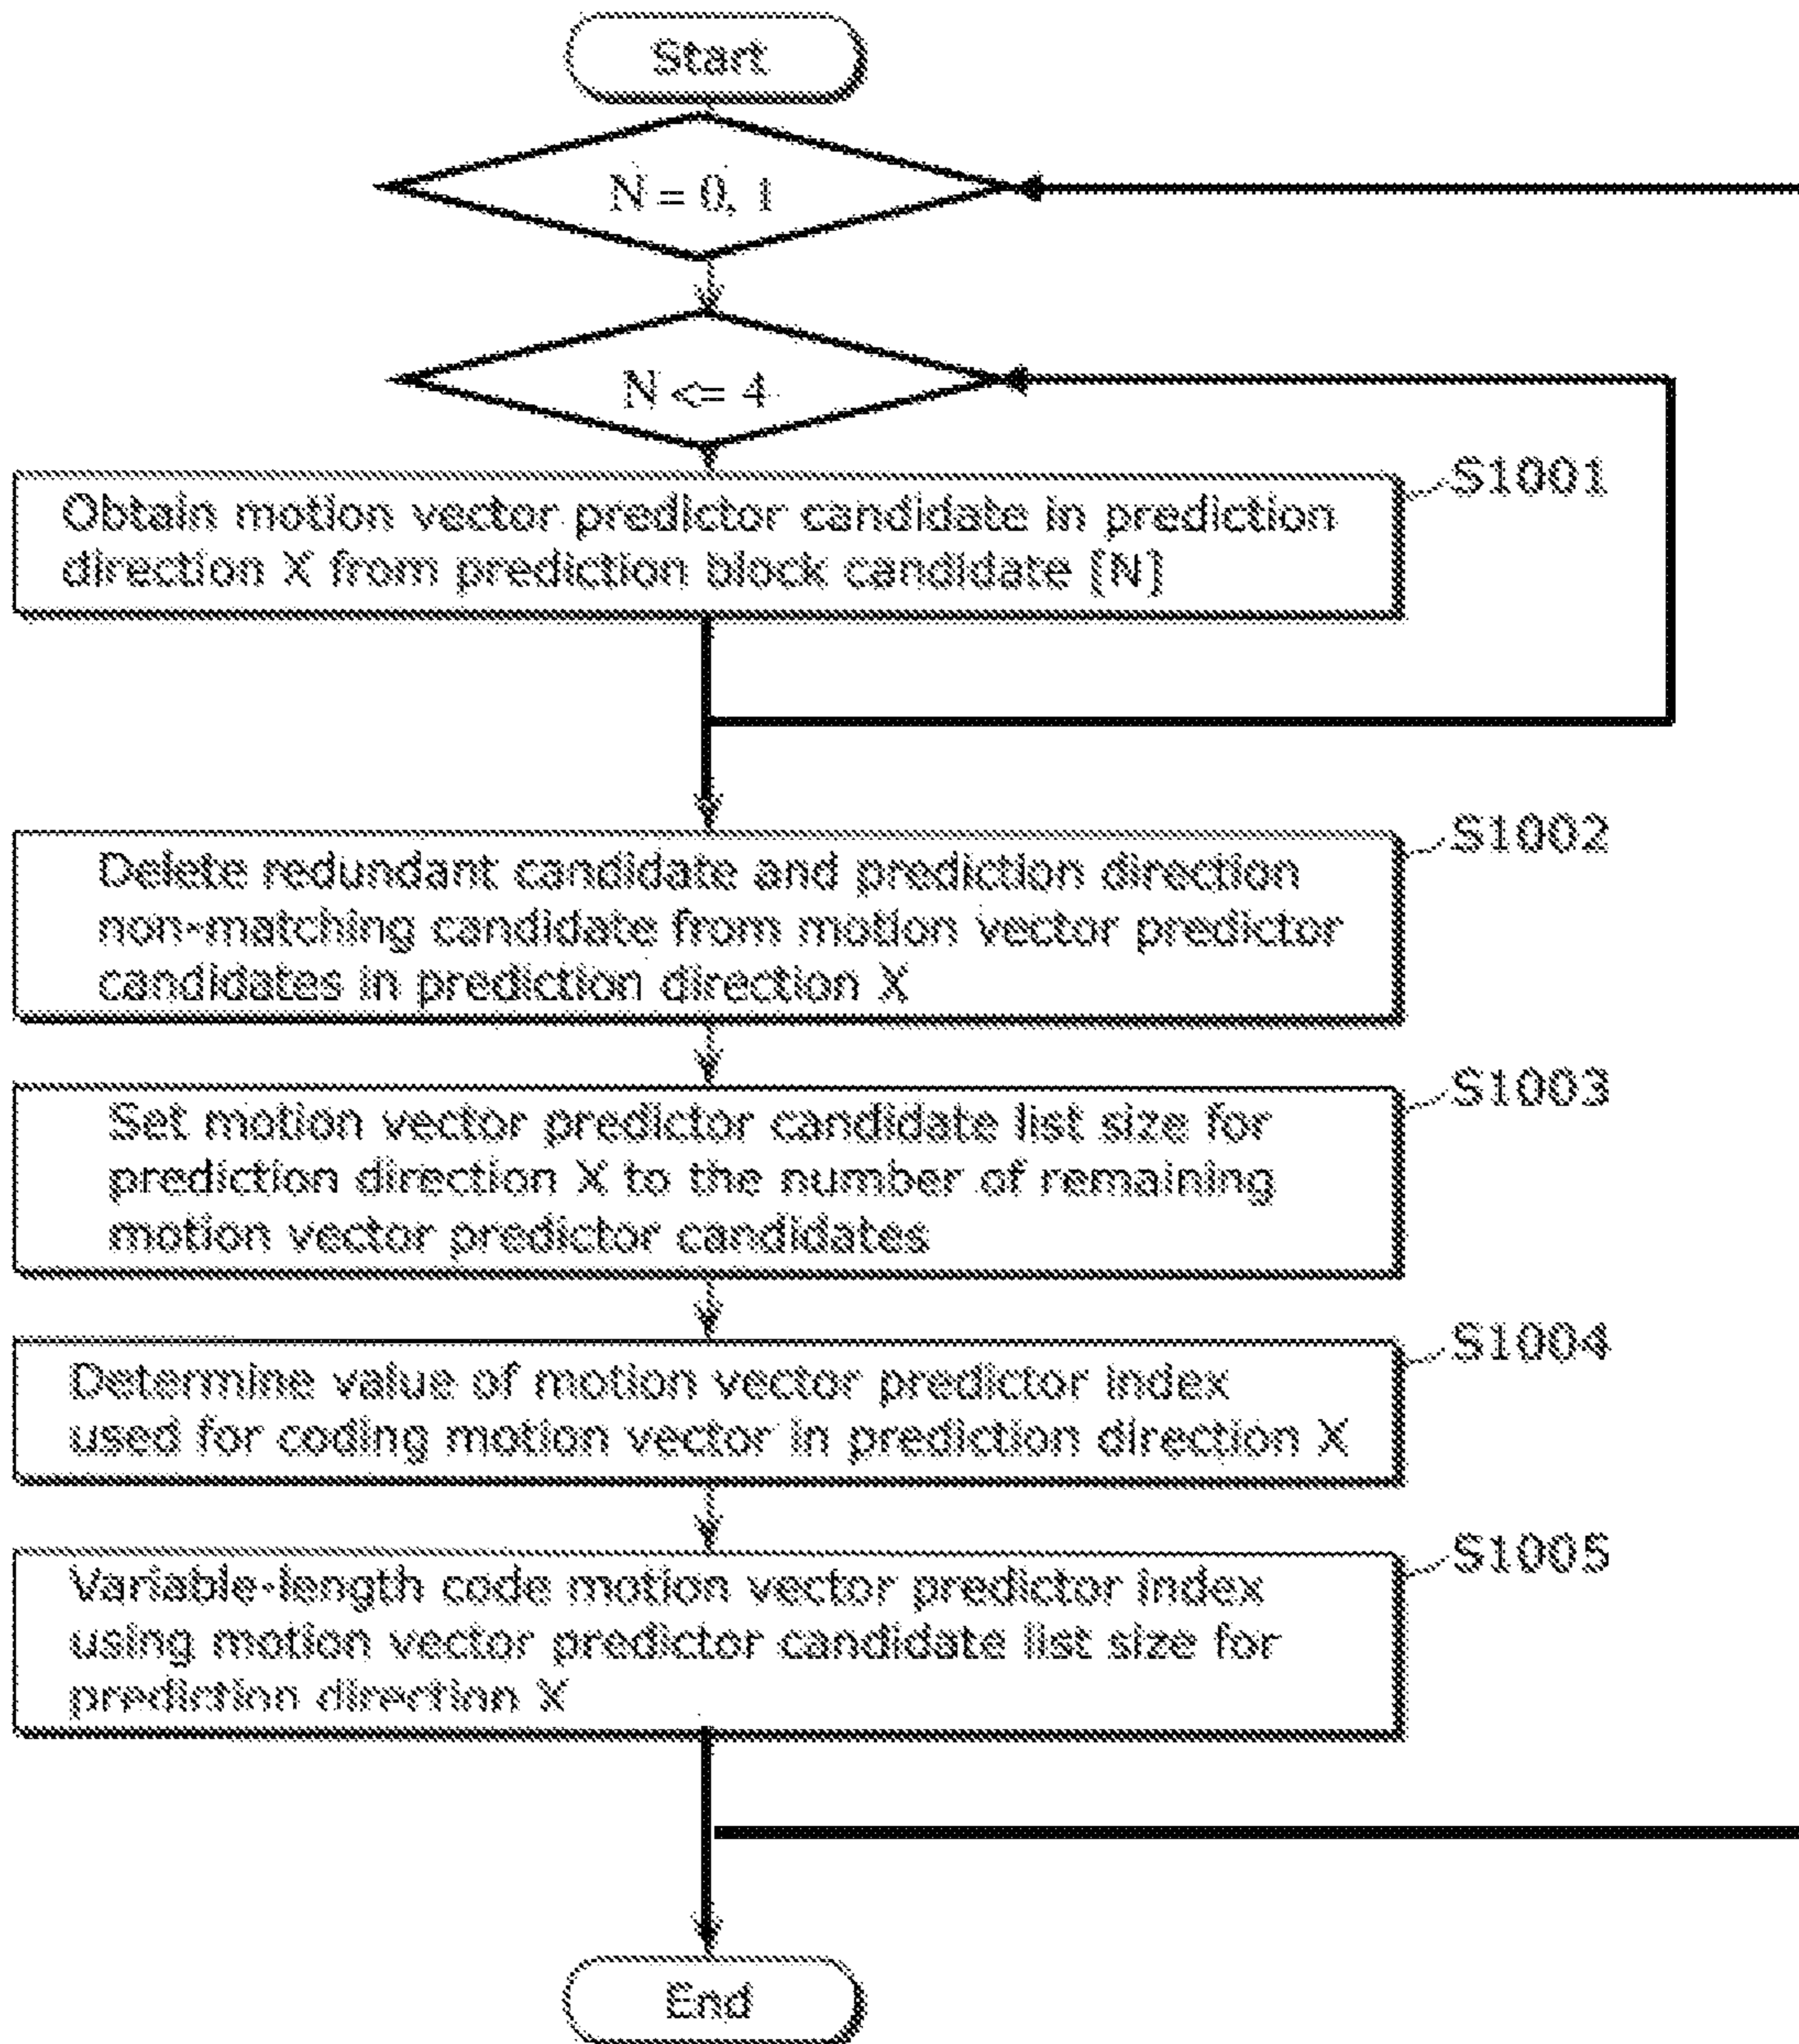 Start
N = 0, 1
N <= 4
S1001
Obtain motion vector predictor candidate in prediction
direction X from prediction block candidate [N]
S1002
Delete redundant candidate and prediction direction
non-matching candidate from motion vector predictor
candidates in prediction direction X
S1003
Set motion vector predictor candidate list size for
prediction direction X to the number of remaining
motion vector predictor candidates
S1004
Determine value of motion vector predictor index
used for coding motion vector in prediction direction X
S1005
Variable-length code motion vector predictor index
using motion vector predictor candidate list size for
prediction direction X
End